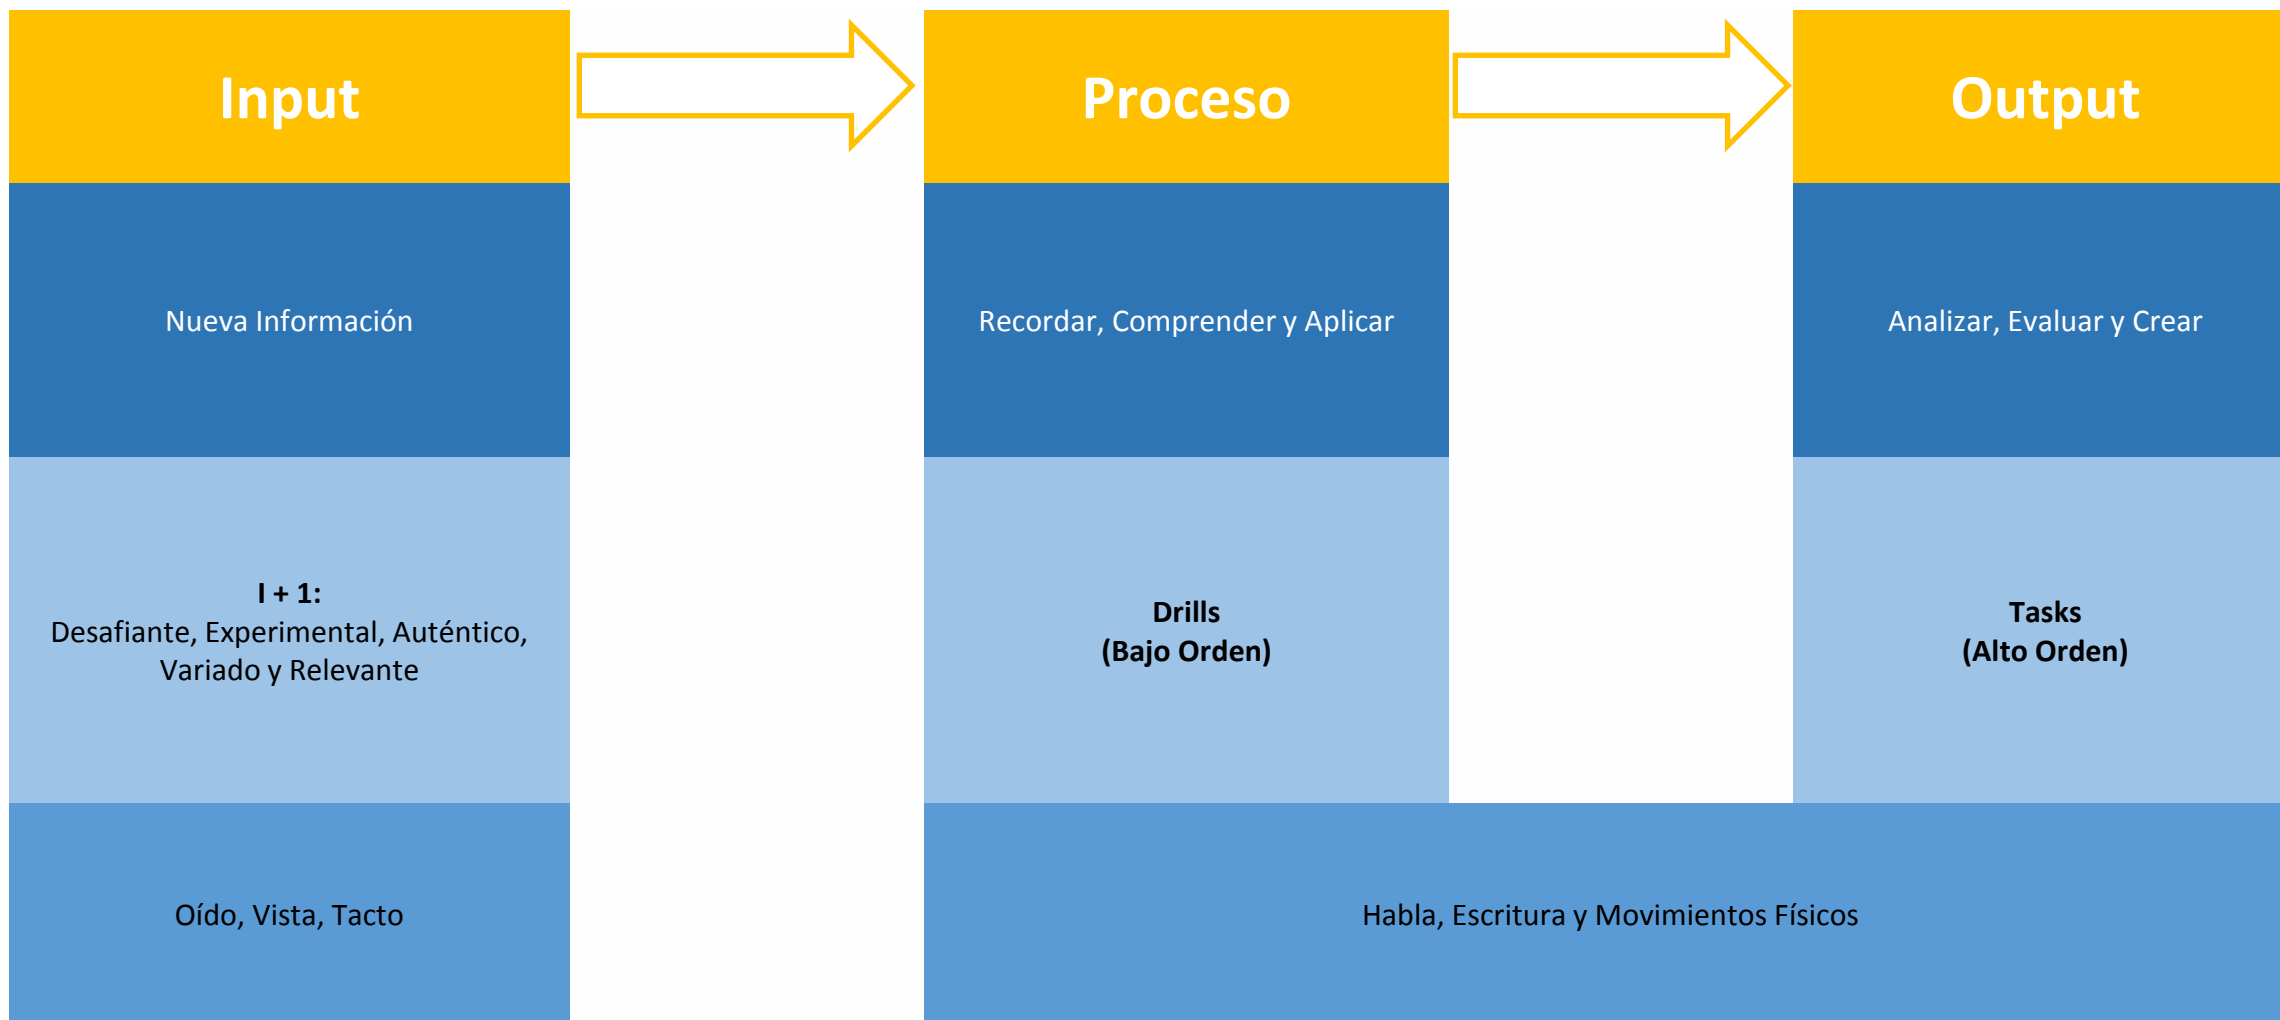 Input
Proceso
Output
Nueva Información
Recordar, Comprender y Aplicar
Analizar, Evaluar y Crear
I + 1:
Desafiante, Experimental, Auténtico,
Variado y Relevante
Drills
(Bajo Orden)
Tasks
(Alto Orden)
Oído, Vista, Tacto
Habla, Escritura y Movimientos Físicos